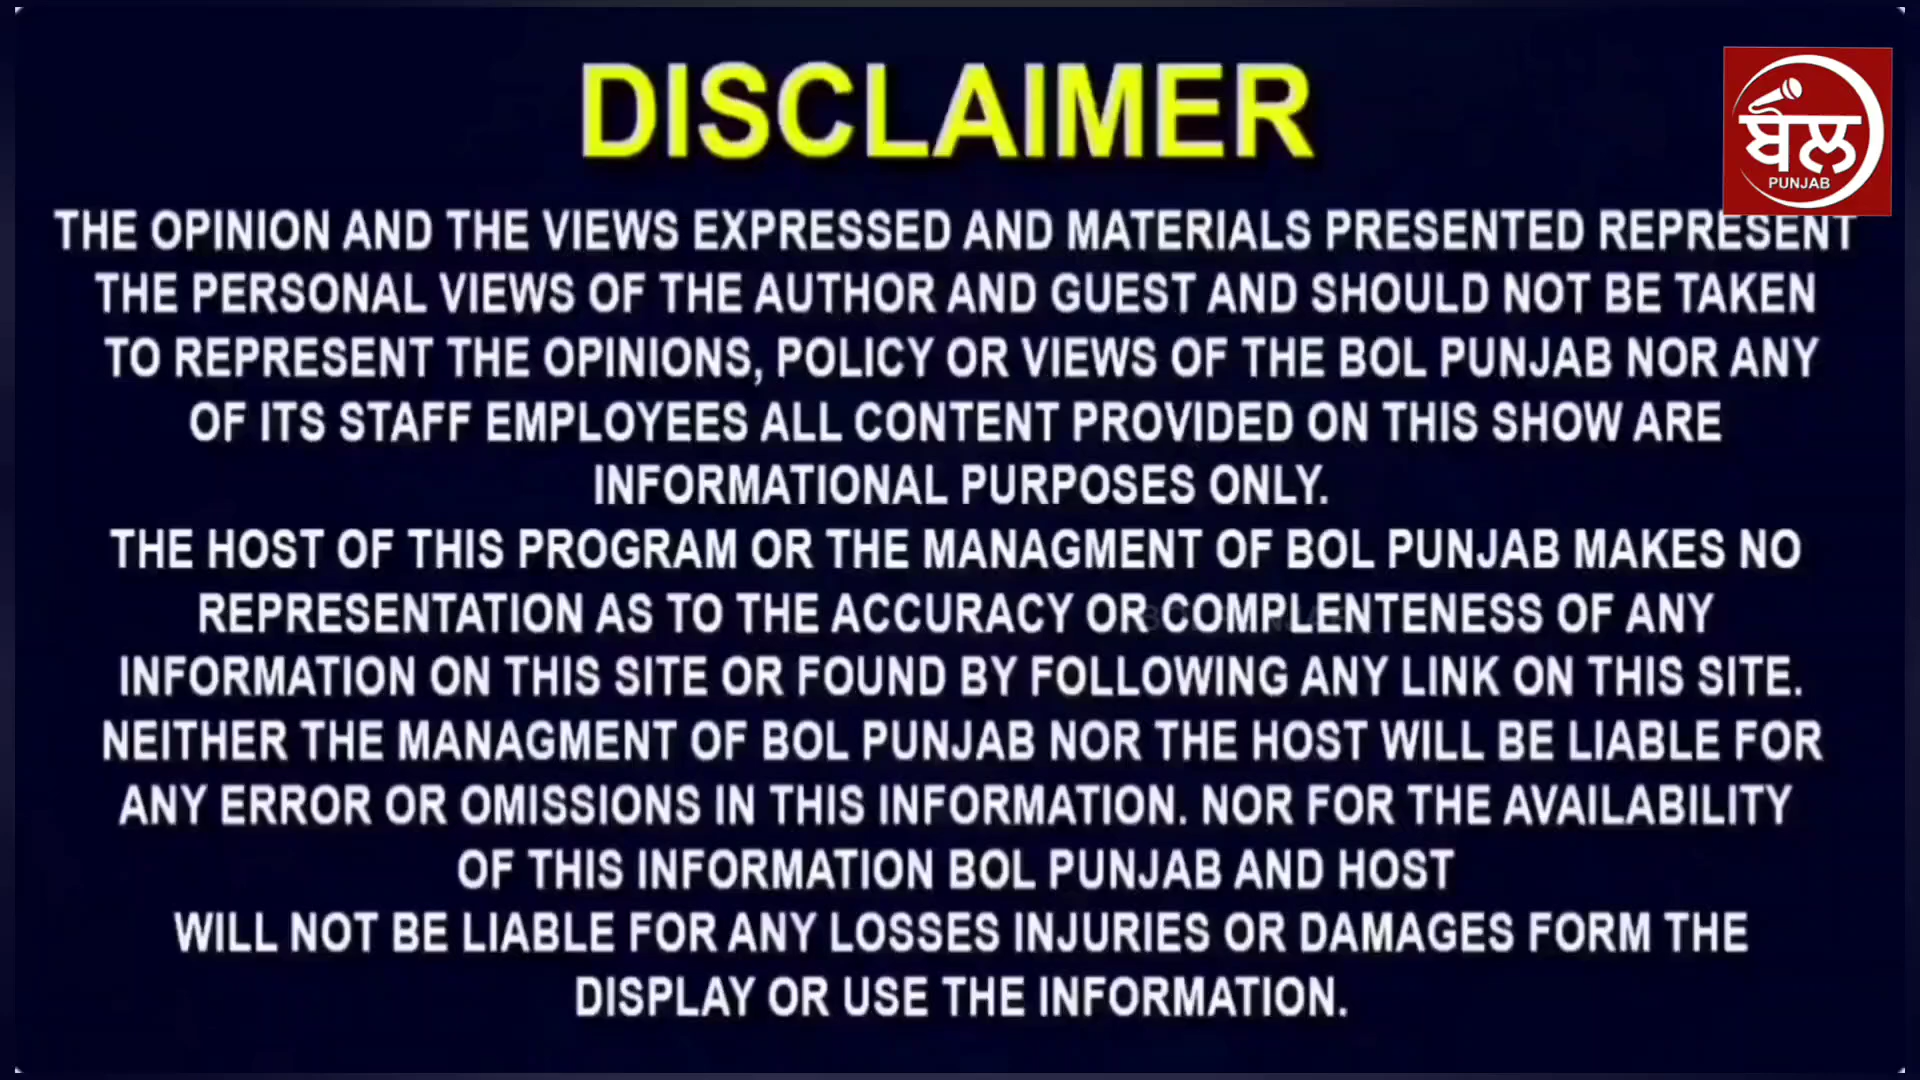 DISCLAIMER
ਬੋਲ
PUNJAB
THE OPINION AND THE VIEWS EXPRESSED AND MATERIALS PRESENTED REPRESENT
THE PERSONAL VIEWS OF THE AUTHOR AND GUEST AND SHOULD NOT BE TAKEN
TO REPRESENT THE OPINIONS, POLICY OR VIEWS OF THE BOL PUNJAB NOR ANY
OF ITS STAFF EMPLOYEES ALL CONTENT PROVIDED ON THIS SHOW ARE
INFORMATIONAL PURPOSES ONLY.
THE HOST OF THIS PROGRAM OR THE MANAGMENT OF BOL PUNJAB MAKES NO
REPRESENTATION AS TO THE ACCURACY OR COMPLENTENESS OF ANY
INFORMATION ON THIS SITE OR FOUND BY FOLLOWING ANY LINK ON THIS SITE.
NEITHER THE MANAGMENT OF BOL PUNJAB NOR THE HOST WILL BE LIABLE FOR
ANY ERROR OR OMISSIONS IN THIS INFORMATION. NOR FOR THE AVAILABILITY
OF THIS INFORMATION BOL PUNJAB AND HOST
WILL NOT BE LIABLE FOR ANY LOSSES INJURIES OR DAMAGES FORM THE
DISPLAY OR USE THE INFORMATION.